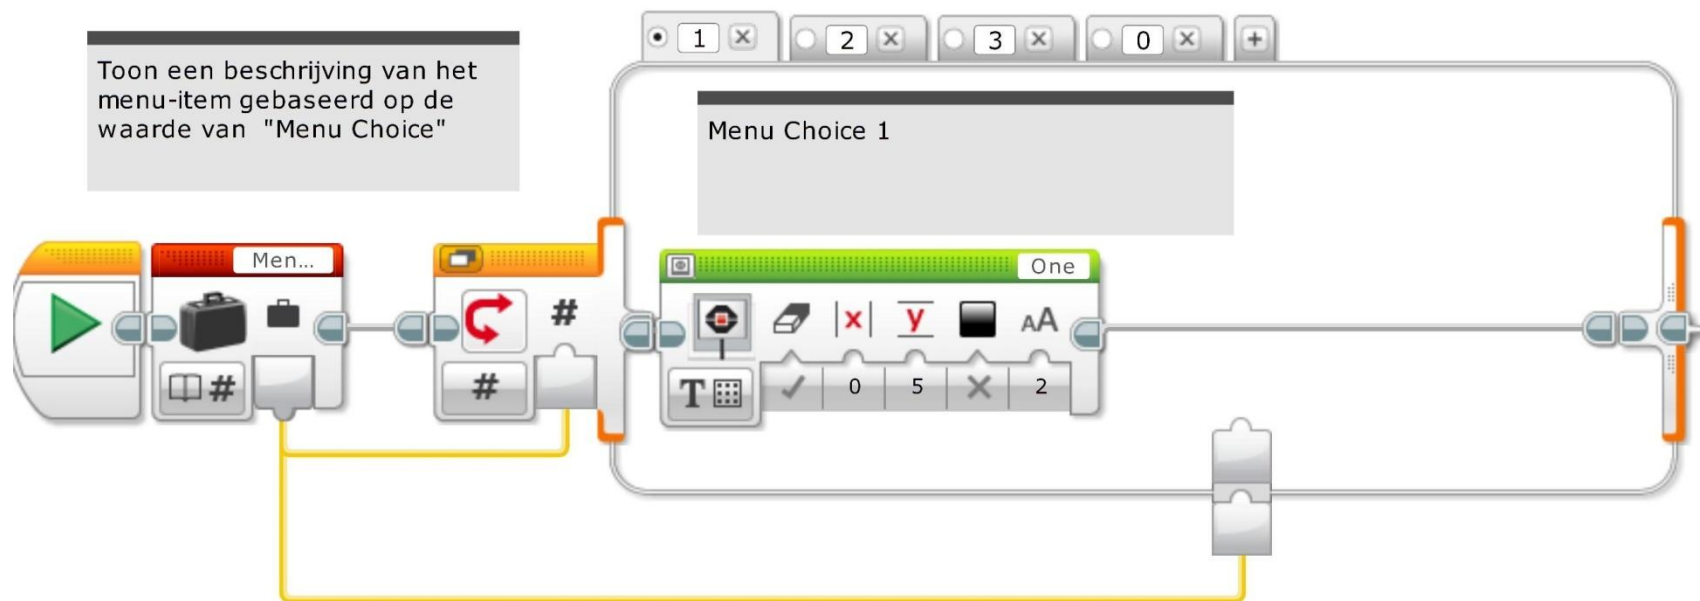 1
2
3
0
Toon een beschrijving van het
menu-item gebaseerd op de
waarde van "Menu Choice"
Menu Choice 1
Men...
#
One
x
y
AA
#
#
T
0
5
2